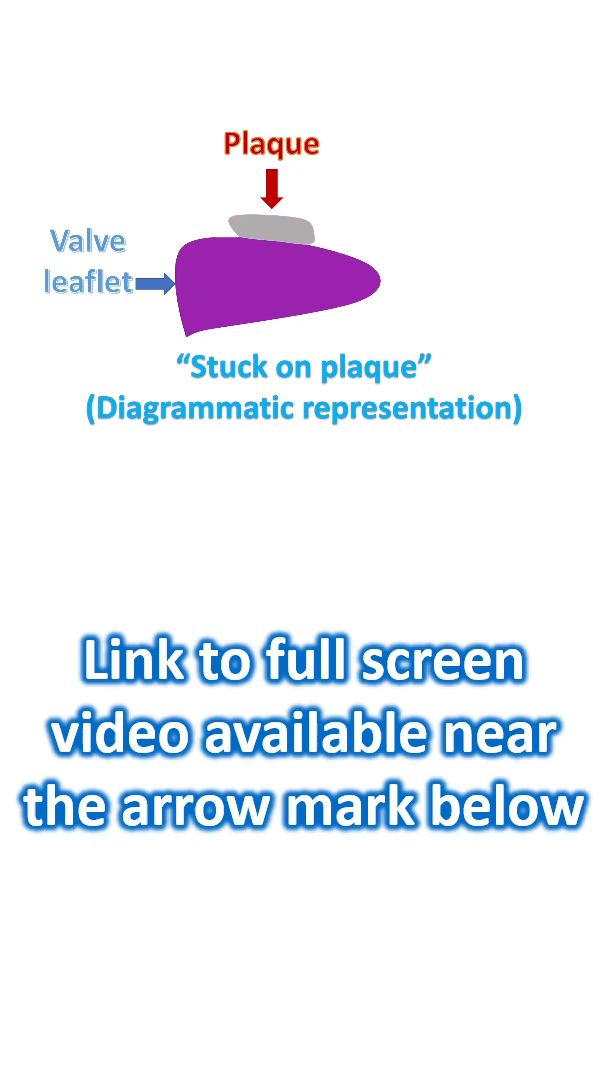 Plaque
Valve
leaflet
“Stuck on plaque”
(Diagrammatic representation)
Link to full screen
video available near
the arrow mark below